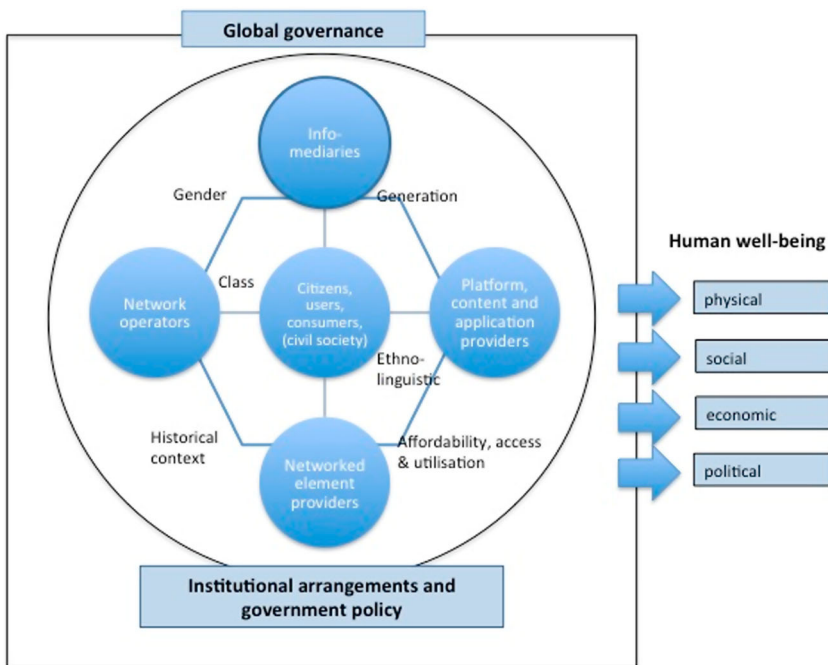 Global governance
Info-
mediaries
Gender
Generation
Human well-being
Class
Network
operators
Citizens,
users,
consumers,
(civil society)
Platform,
content and
application
providers
physical
social
economic
political
Ethno-
linguistic
Historical
context
Affordability, access
& utilisation
Networked
element
providers
Institutional arrangements and
government policy